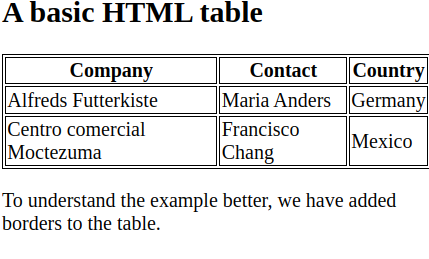 A basic HTML table
Company Contact Country
Alfreds Futterkiste Maria Anders Germany
Centro comercial
Moctezuma
Francisco
Chang
Mexico
To understand the example better, we have added
borders to the table.